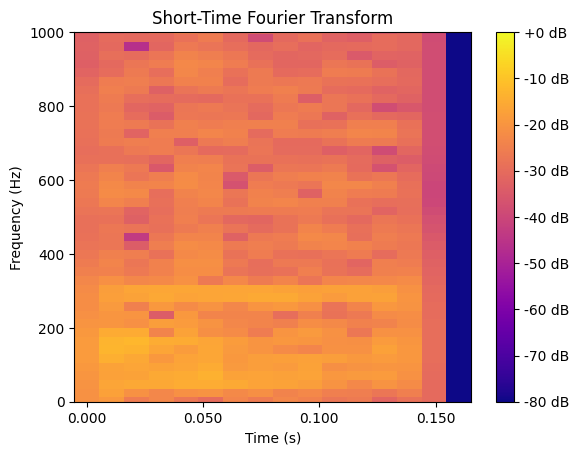 Short-Time Fourier Transform
1000
800
600
400
200
0
Frequency (Hz)
0.000
0.050
0.100
0.150
Time (s)
+0 dB
-10 dB
-20 dB
-30 dB
-40 dB
-50 dB
-60 dB
-70 dB
-80 dB